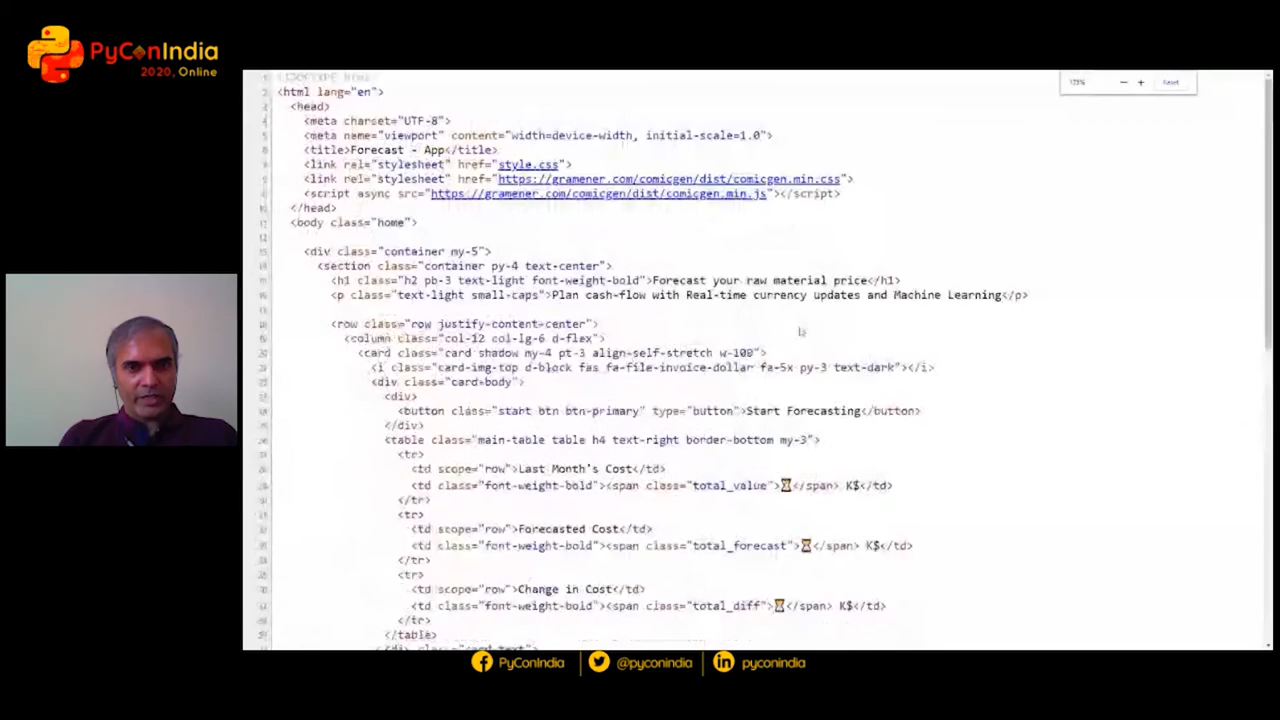 PyConIndia
2020, Online
175%
Reset
<html lang="en">
<head>
<meta charset="UTF-8">
<meta name="viewport" content="width=device-width, initial-scale=1.0">
<title>Forecast - App</title>
<link rel="stylesheet" href="style.css">
<link rel="stylesheet" href="https://gramener.com/comicgen/dist/comicgen.min.css">
<script async src="https://gramener.com/comicgen/dist/comicgen.min.js"></script>
</head>
<body class="home">
<div class="container my-5">
<section class="container py-4 text-center">
<h1 class="h2 pb-3 text-light font-weight-bold">Forecast your raw material price</h1>
<p class="text-light small-caps">Plan cash-flow with Real-time currency updates and Machine Learning</p>
<row class="row justify-content-center">
<column class="col-12 col-lg-6 d-flex">
<card class="card shadow my-4 pt-3 align-self-stretch w-100">
<i class="card-img-top d-block fas fa-file-invoice-dollar fa-5x py-3 text-dark"></i>
<div class="card-body">
<div>
<button class="start btn btn-primary" type="button">Start Forecasting</button>
</div>
<table class="main-table table h4 text-right border-bottom my-3">
<tr>
<td scope="row">Last Month's Cost</td>
<td class="font-weight-bold"><span class="total_value">⌛</span> K$</td>
</tr>
<tr>
<td scope="row">Forecasted Cost</td>
<td class="font-weight-bold"><span class="total_forecast">⌛</span> K$</td>
</tr>
<tr>
<td scope="row">Change in Cost</td>
<td class="font-weight-bold"><span class="total_diff">⌛</span> K$</td>
</tr>
</table>
PyConIndia
@pyconindia
pyconindia